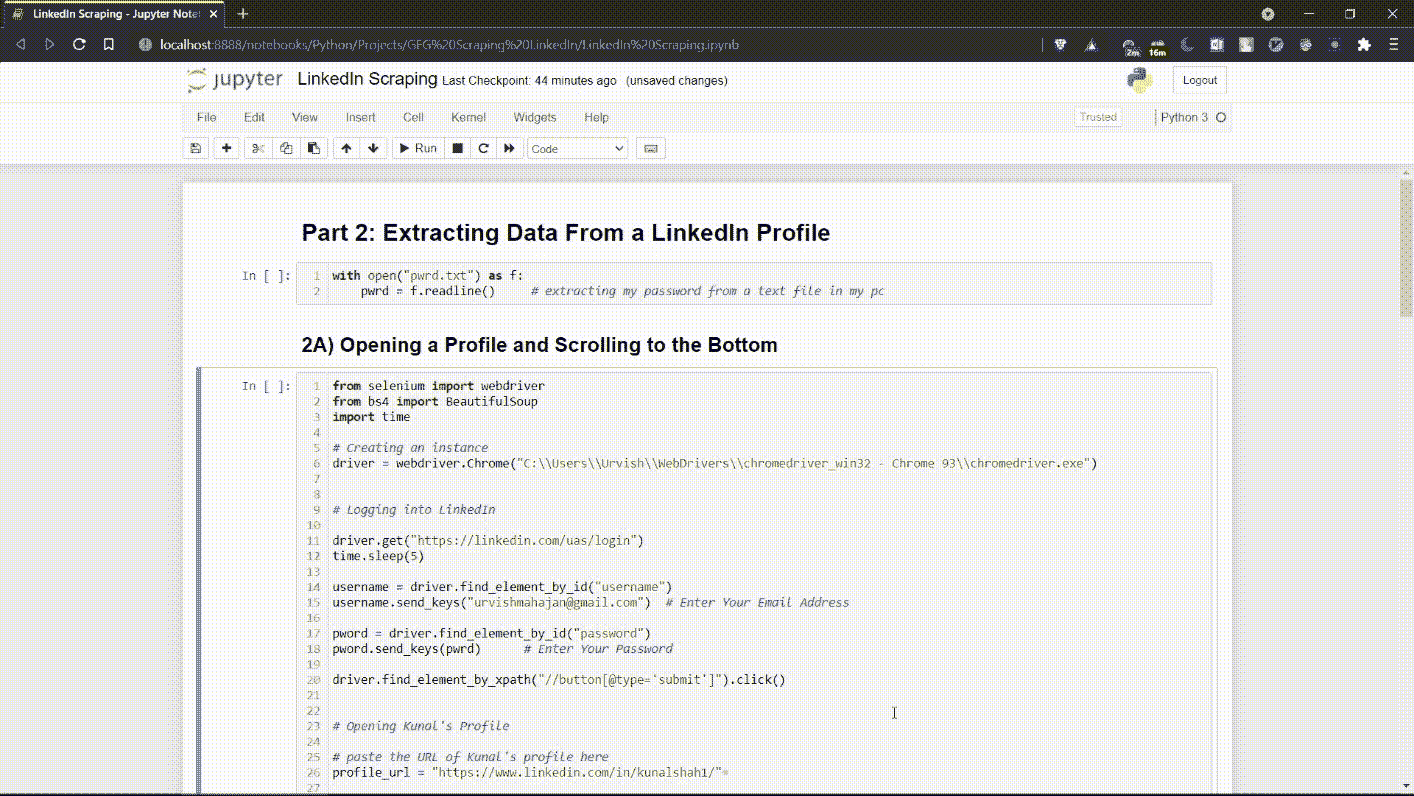 LinkedIn Scraping - Jupyter Note
localhost:8888/notebooks/Python/Projects/GFG%20Scraping%20LinkedIn/LinkedIn%20Scraping.ipynb
2m 16m
jupyter LinkedIn Scraping Last Checkpoint: 44 minutes ago (unsaved changes) Logout
File Edit View Insert Cell Kernel Widgets Help Trusted Python 3
Run Code
Part 2: Extracting Data From a LinkedIn Profile
In [ ]: 1 with open("pwrd.txt") as f:
2 pwrd = f.readline() # extracting my password from a text file in my pc
2A) Opening a Profile and Scrolling to the Bottom
In [ ]: 1 from selenium import webdriver
2 from bs4 import BeautifulSoup
3 import time
4
5 # Creating an instance
6 driver = webdriver.Chrome("C:\\Users\\Urvish\\WebDrivers\\chromedriver_win32 - Chrome 93\\chromedriver.exe")
7
8
9 # Logging into LinkedIn
10
11 driver.get("https://linkedin.com/uas/login")
12 time.sleep(5)
13
14 username = driver.find_element_by_id("username")
15 username.send_keys("urvishmahajan@gmail.com") # Enter Your Email Address
16
17 pword = driver.find_element_by_id("password")
18 pword.send_keys(pwrd) # Enter Your Password
19
20 driver.find_element_by_xpath("//button[@type='submit']").click()
21
22
23 # Opening Kunal's Profile
24
25 # paste the URL of Kunal's profile here
26 profile_url = "https://www.linkedin.com/in/kunalshah1/"
27